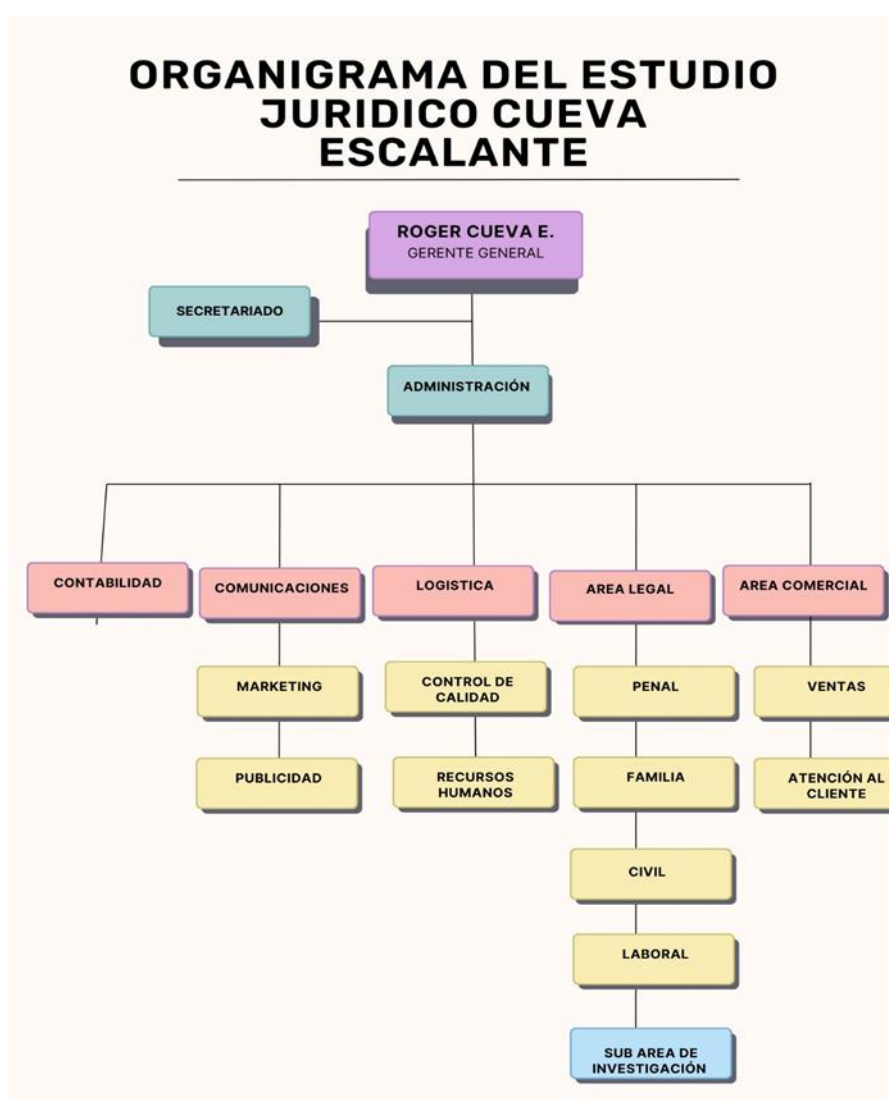 ORGANIGRAMA DEL ESTUDIO
JURIDICO CUEVA
ESCALANTE
ROGER CUEVA E.
GERENTE GENERAL
SECRETARIADO
ADMINISTRACIÓN
CONTABILIDAD
COMUNICACIONES
LOGISTICA
AREA LEGAL
AREA COMERCIAL
MARKETING
CONTROL DE
CALIDAD
PENAL
VENTAS
PUBLICIDAD
RECURSOS
HUMANOS
FAMILIA
ATENCIÓN AL
CLIENTE
CIVIL
LABORAL
SUB AREA DE
INVESTIGACIÓN